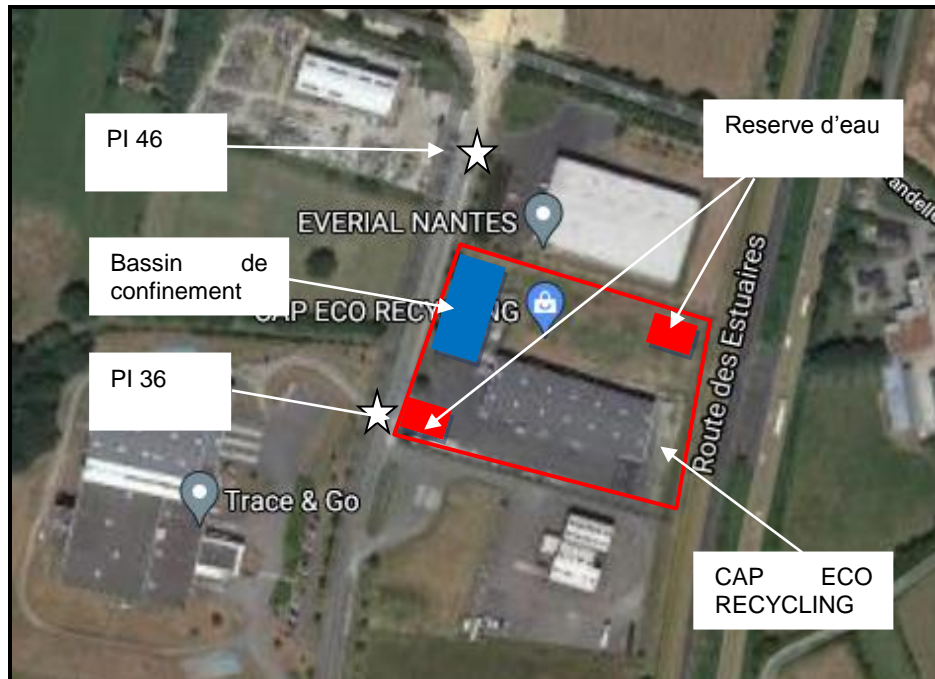 PI 46
Reserve d'eau
EVERIAL NANTES
Bassin de
confinement
CAP ECO RECYCLING
PI 36
Route des Estuaires
Trace & Go
CAP ECO
RECYCLING